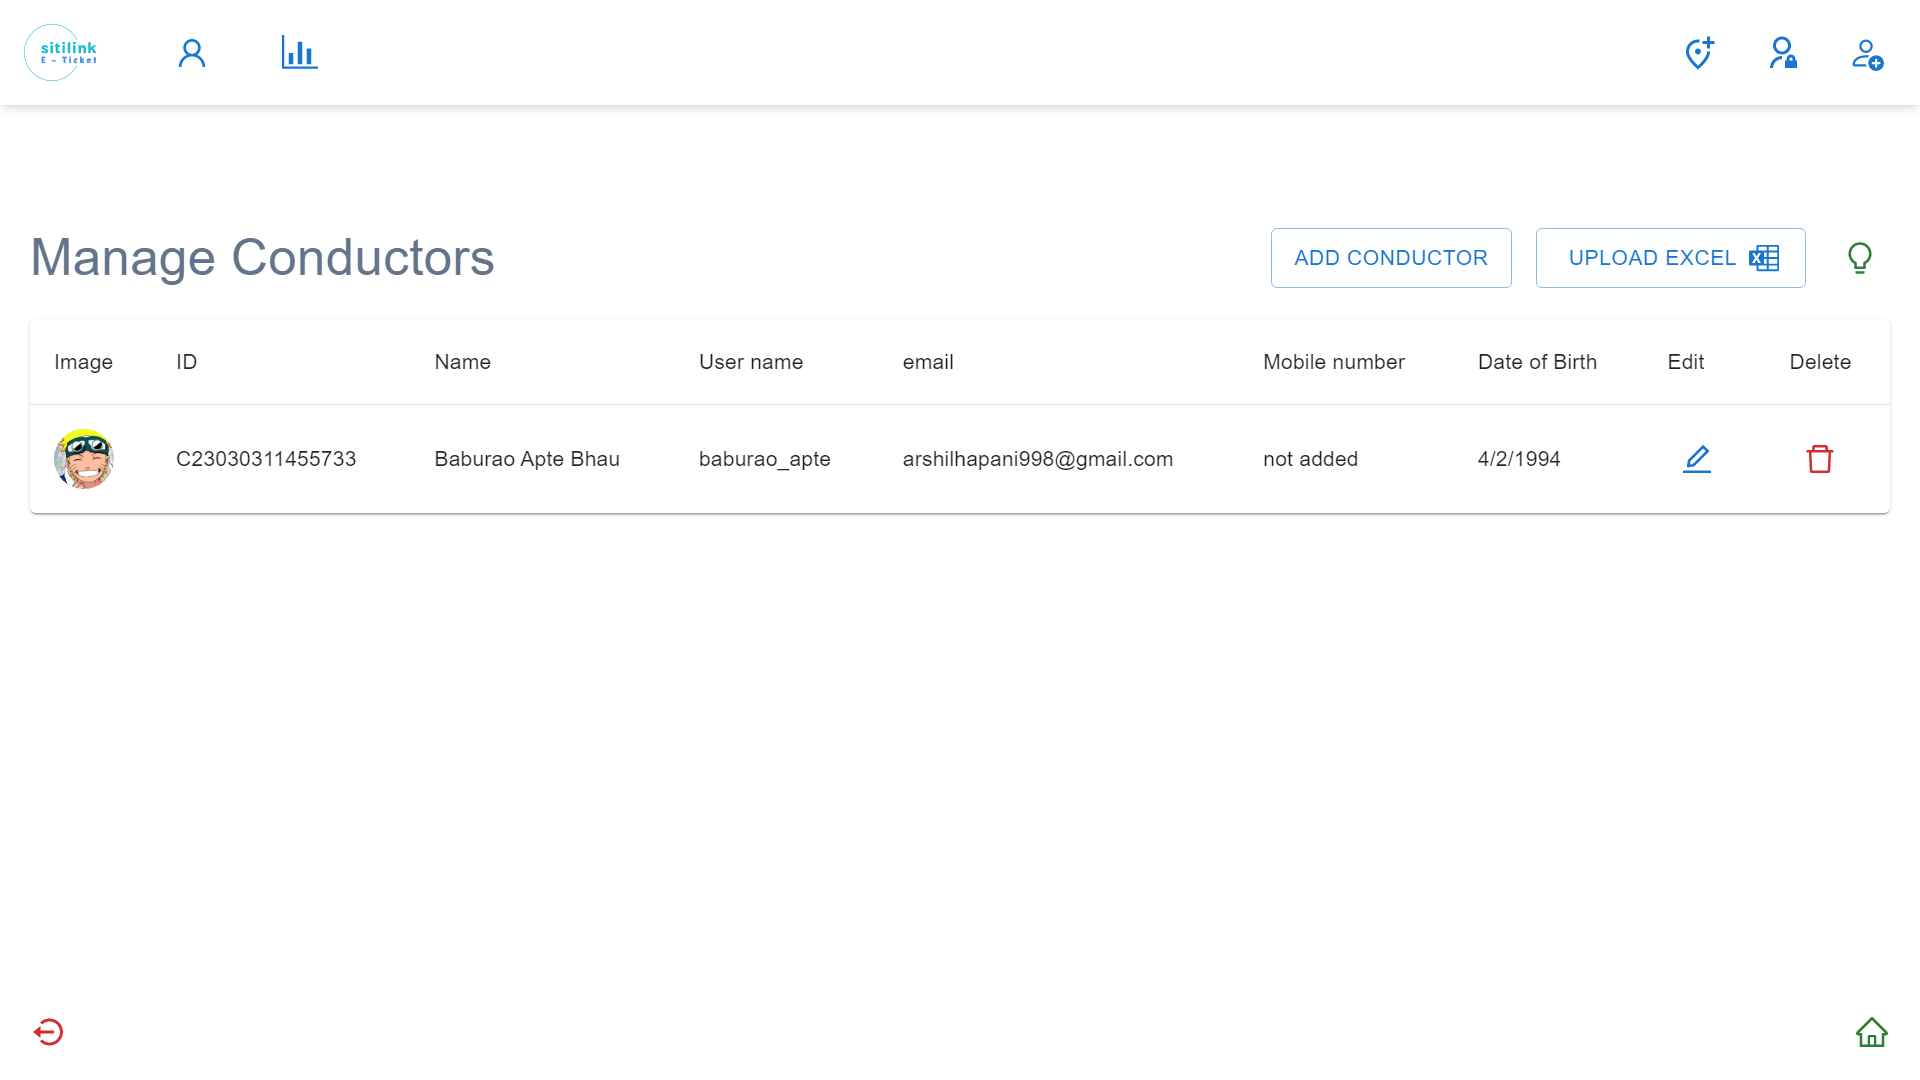 sitilink
E - Ticket
Manage Conductors
ADD CONDUCTOR
UPLOAD EXCEL
Image ID Name User name email Mobile number Date of Birth Edit Delete
C23030311455733 Baburao Apte Bhau baburao_apte arshilhapani998@gmail.com not added 4/2/1994